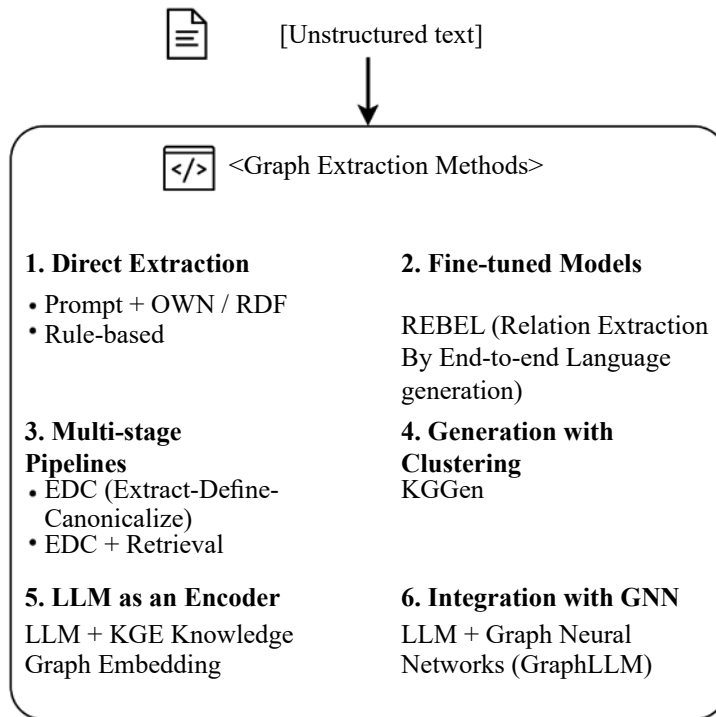 [Unstructured text]
</> <Graph Extraction Methods>
1. Direct Extraction
• Prompt + OWN / RDF
• Rule-based
2. Fine-tuned Models
REBEL (Relation Extraction
By End-to-end Language
generation)
3. Multi-stage
Pipelines
• EDC (Extract-Define-
Canonicalize)
• EDC + Retrieval
4. Generation with
Clustering
KGGen
5. LLM as an Encoder
LLM + KGE Knowledge
Graph Embedding
6. Integration with GNN
LLM + Graph Neural
Networks (GraphLLM)